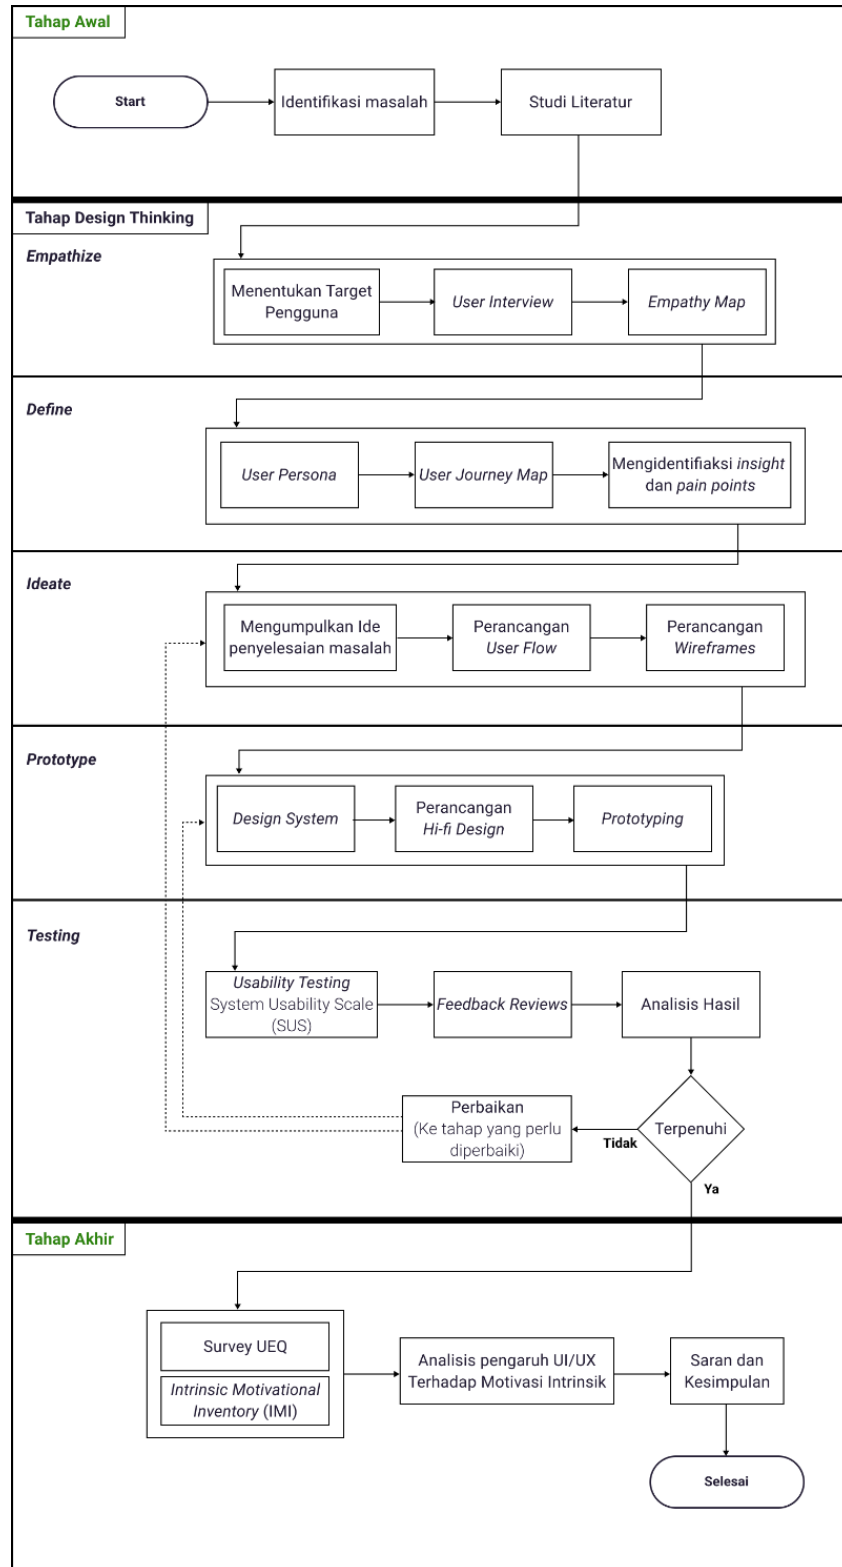 Tahap Awal
Start
Identifikasi masalah
Studi Literatur
Tahap Design Thinking
Empathize
Menentukan Target
Pengguna
User Interview
Empathy Map
Define
User Persona
User Journey Map
Mengidentifiaksi insight
dan pain points
Ideate
Mengumpulkan Ide
penyelesaian masalah
Perancangan
User Flow
Perancangan
Wireframes
Prototype
Design System
Perancangan
Hi-fi Design
Prototyping
Testing
Usability Testing
System Usability Scale
(SUS)
Feedback Reviews
Analisis Hasil
Perbaikan
(Ke tahap yang perlu
diperbaiki)
Tidak
Terpenuhi
Ya
Tahap Akhir
Survey UEQ
Intrinsic Motivational
Inventory (IMI)
Analisis pengaruh UI/UX
Terhadap Motivasi Intrinsik
Saran dan
Kesimpulan
Selesai